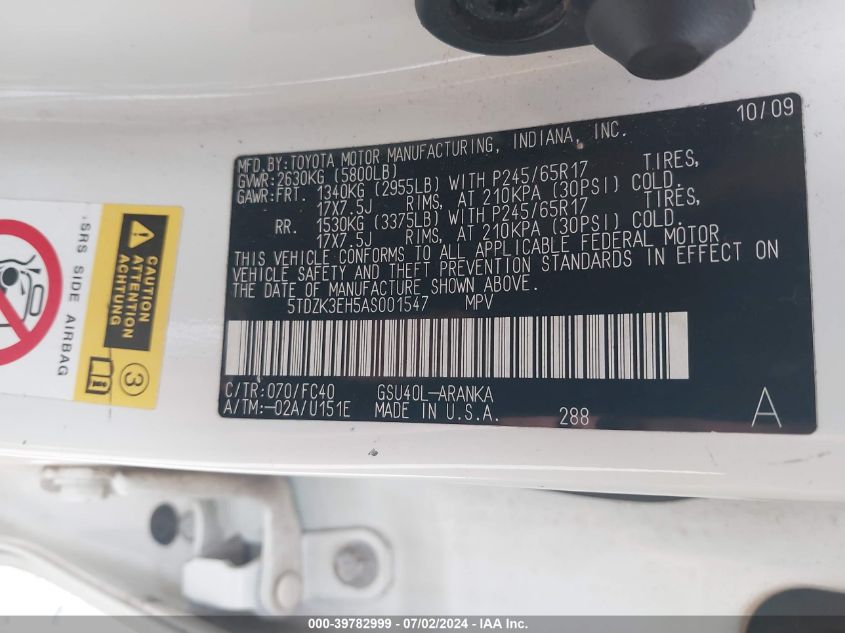 10/09
MFD.BY:TOYOTA MOTOR MANUFACTURING, INDIANA, INC.
GVWR:2630KG (5800LB)
GAWR:FRT. 1340KG (2955LB) WITH P245/65R17 TIRES,
17X7.5J RIMS, AT 210KPA (30PSI) COLD.
RR. 1530KG (3375LB) WITH P245/65R17 TIRES,
17X7.5J RIMS, AT 210KPA (30PSI) COLD.
THIS VEHICLE CONFORMS TO ALL APPLICABLE FEDERAL MOTOR
VEHICLE SAFETY AND THEFT PREVENTION STANDARDS IN EFFECT ON
THE DATE OF MANUFACTURE SHOWN ABOVE.
5TDZK3EH5AS001547 MPV
C/TR:070/FC40 GSU40L-ARANKA
A/TM:-02A/U151E MADE IN U.S.A. 288 A
CAUTION
ATTENTION
ACHTUNG
SRS SIDE AIRBAG
3
000-39782999 - 07/02/2024 - IAA Inc.